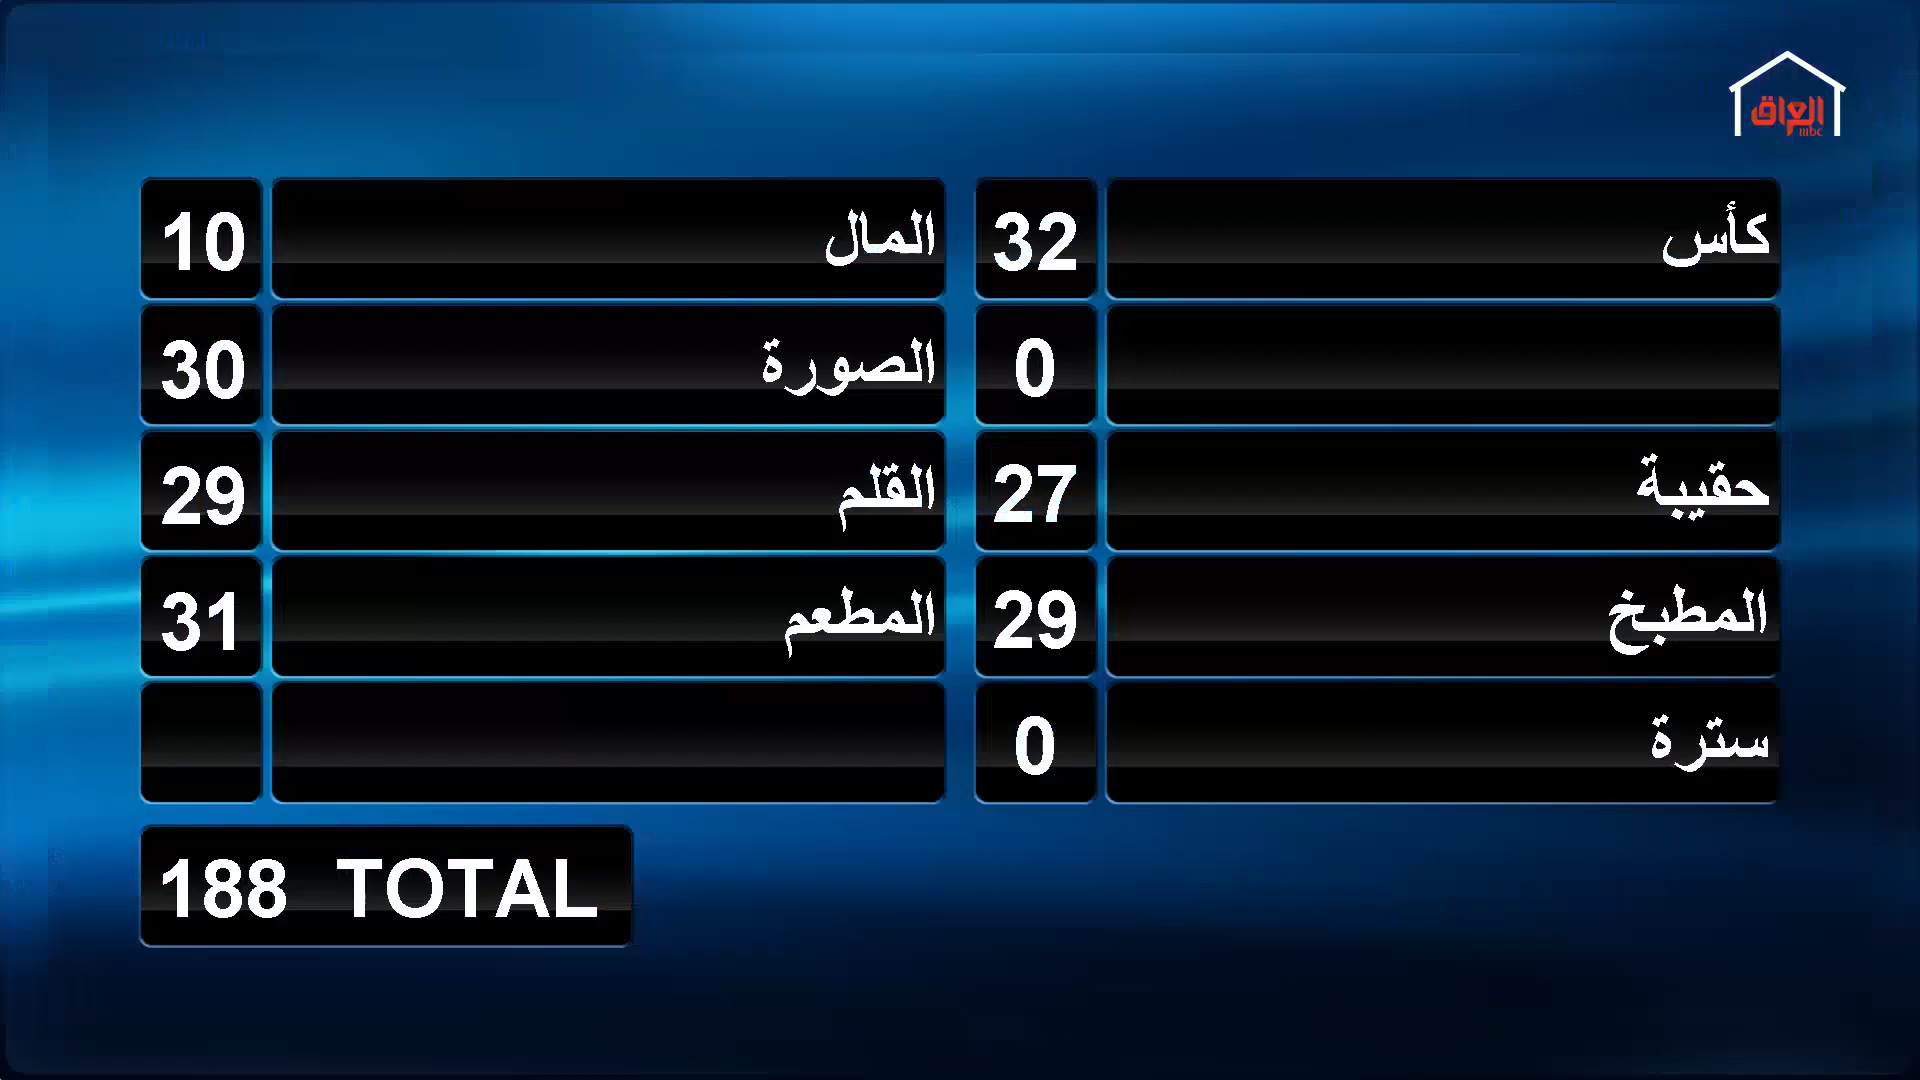 العراق
mbc
كأس 32 المال 10
0 الصورة 30
حقيبة 27 القلم 29
المطبخ 29 المطعم 31
سترة 0
188 TOTAL